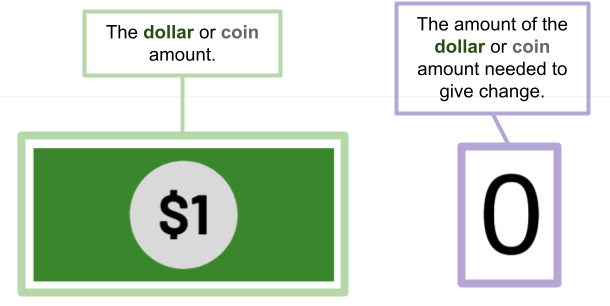 The dollar or coin
amount.
The amount of the
dollar or coin
amount needed to
give change.
$1
0